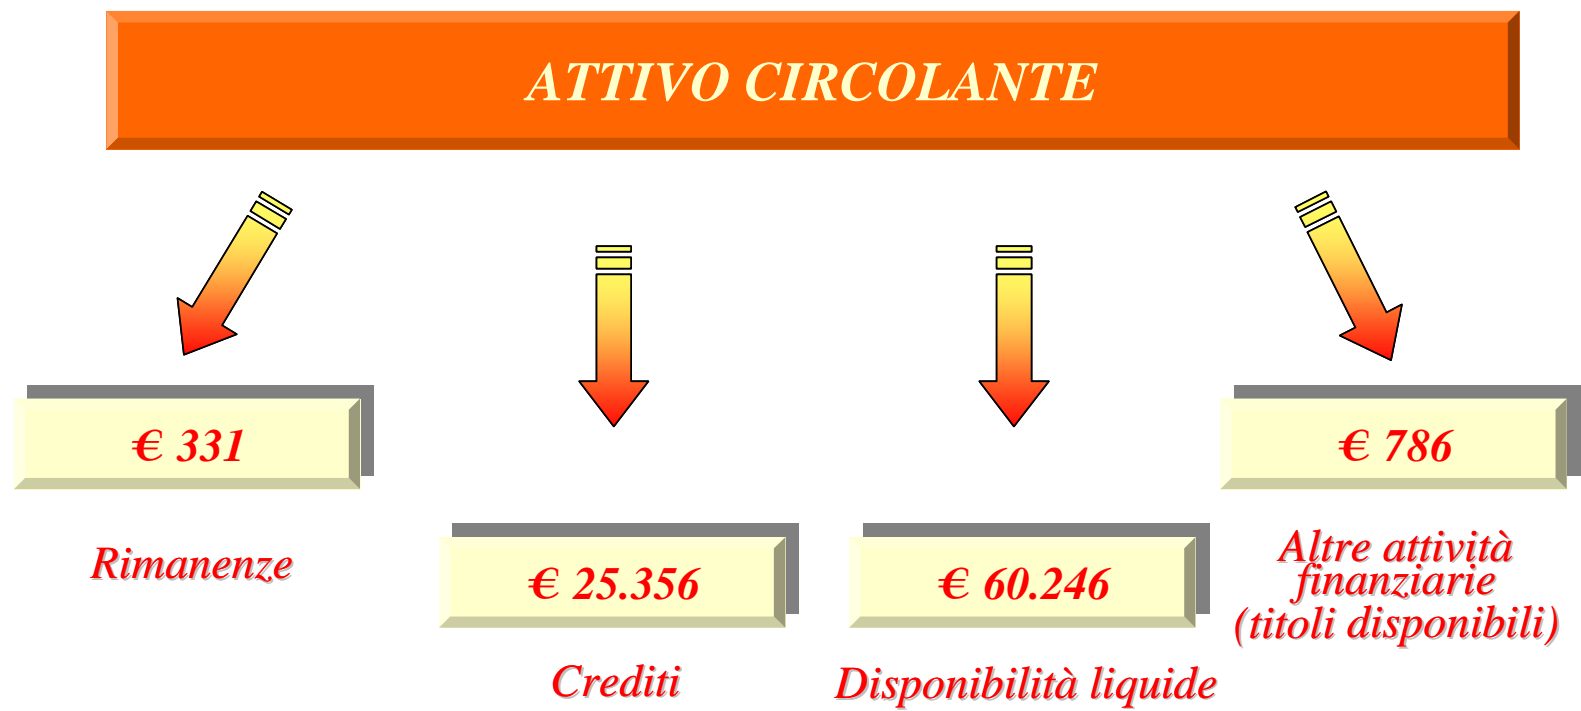 ATTIVO CIRCOLANTE
€ 331
Rimanenze
€ 25.356
Crediti
€ 60.246
Disponibilità liquide
€ 786
Altre attività
finanziarie
(titoli disponibili)